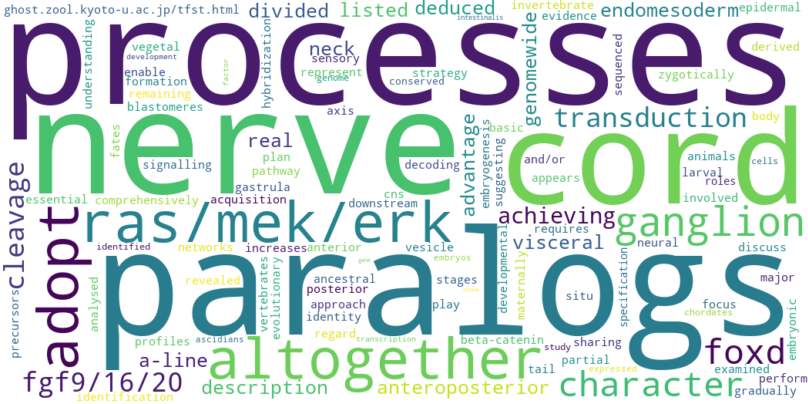 ghost.zool.kyoto-u.ac.jp/tfst.html divided listed deduced intestinalis invertebrate evidence endomesoderm epidermal
processes
understanding vegetal development enable formation factor remaining blastomeres hybridization neck sensory represent genome conserved strategy genomewide sequenced zygotically derived
nerve cord
axis transduction body
fates signalling real plan pathway decoding advantage embryogenesis suggesting basic and/or appears animals larval cells roles
essential comprehensively gastrula acquisition cns downstream achieving requires involved ganglion
cleavage adopt ras/mek/erk visceral neural discuss
identified networks increases anterior vesicle gene embryos developmental maternally specification major
paralogs
precursors analysed revealed profiles ascidians vertebrates evolutionary ancestral posterior approach identity stages play situ focus chordates embryonic
regard transcription beta-catenin study sharing foxd
a-line altogether tail partial expressed examined perform
fgf9/16/20 description anteroposterior character gradually
identification